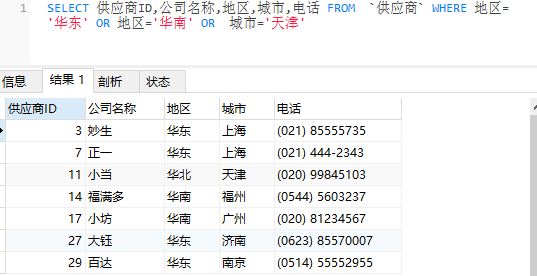 1 SELECT 供应商ID,公司名称,地区,城市,电话 FROM `供应商` WHERE 地区=
'华东' OR 地区='华南' OR 城市='天津'
信息 结果 1 剖析 状态
供应商ID 公司名称 地区 城市 电话
3 妙生 华东 上海 (021) 85555735
7 正一 华东 上海 (021) 444-2343
11 小当 华北 天津 (020) 99845103
14 福满多 华南 福州 (0544) 5603237
17 小坊 华南 广州 (020) 81234567
27 大钰 华东 济南 (0623) 85570007
29 百达 华东 南京 (0514) 55552955